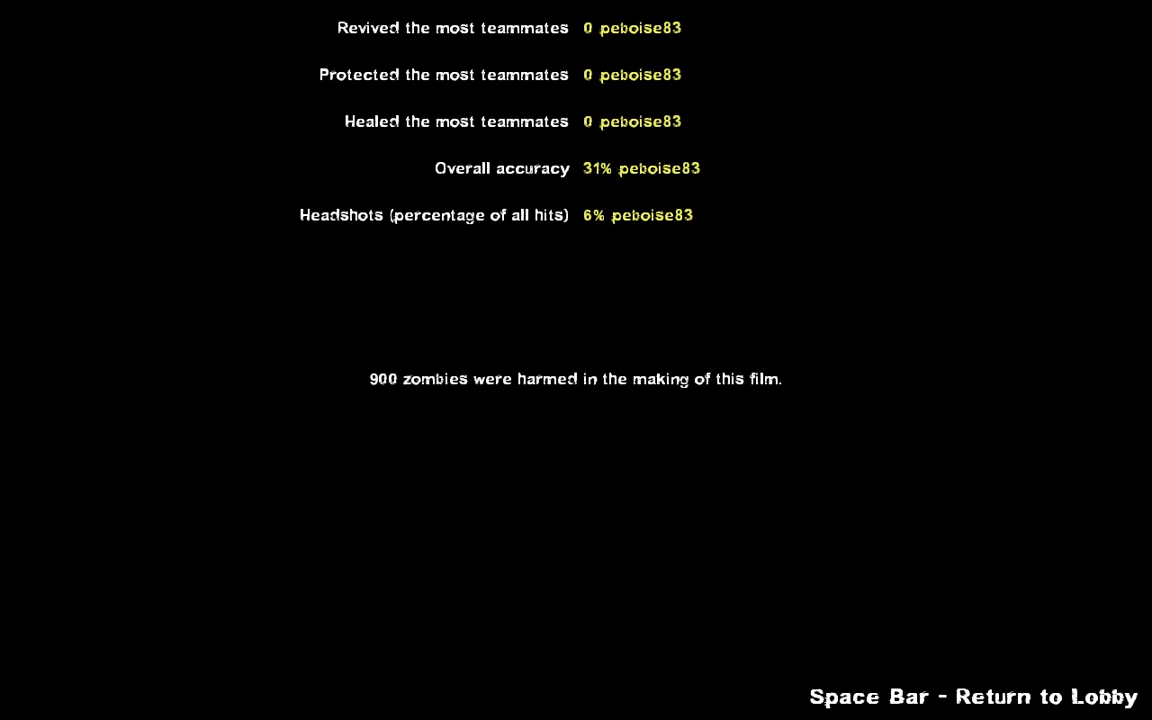 Revived the most teammates 0 peboise83
Protected the most teammates 0 peboise83
Healed the most teammates 0 peboise83
Overall accuracy 31% peboise83
Headshots (percentage of all hits) 6% peboise83
900 zombies were harmed in the making of this film.
Space Bar - Return to Lobby